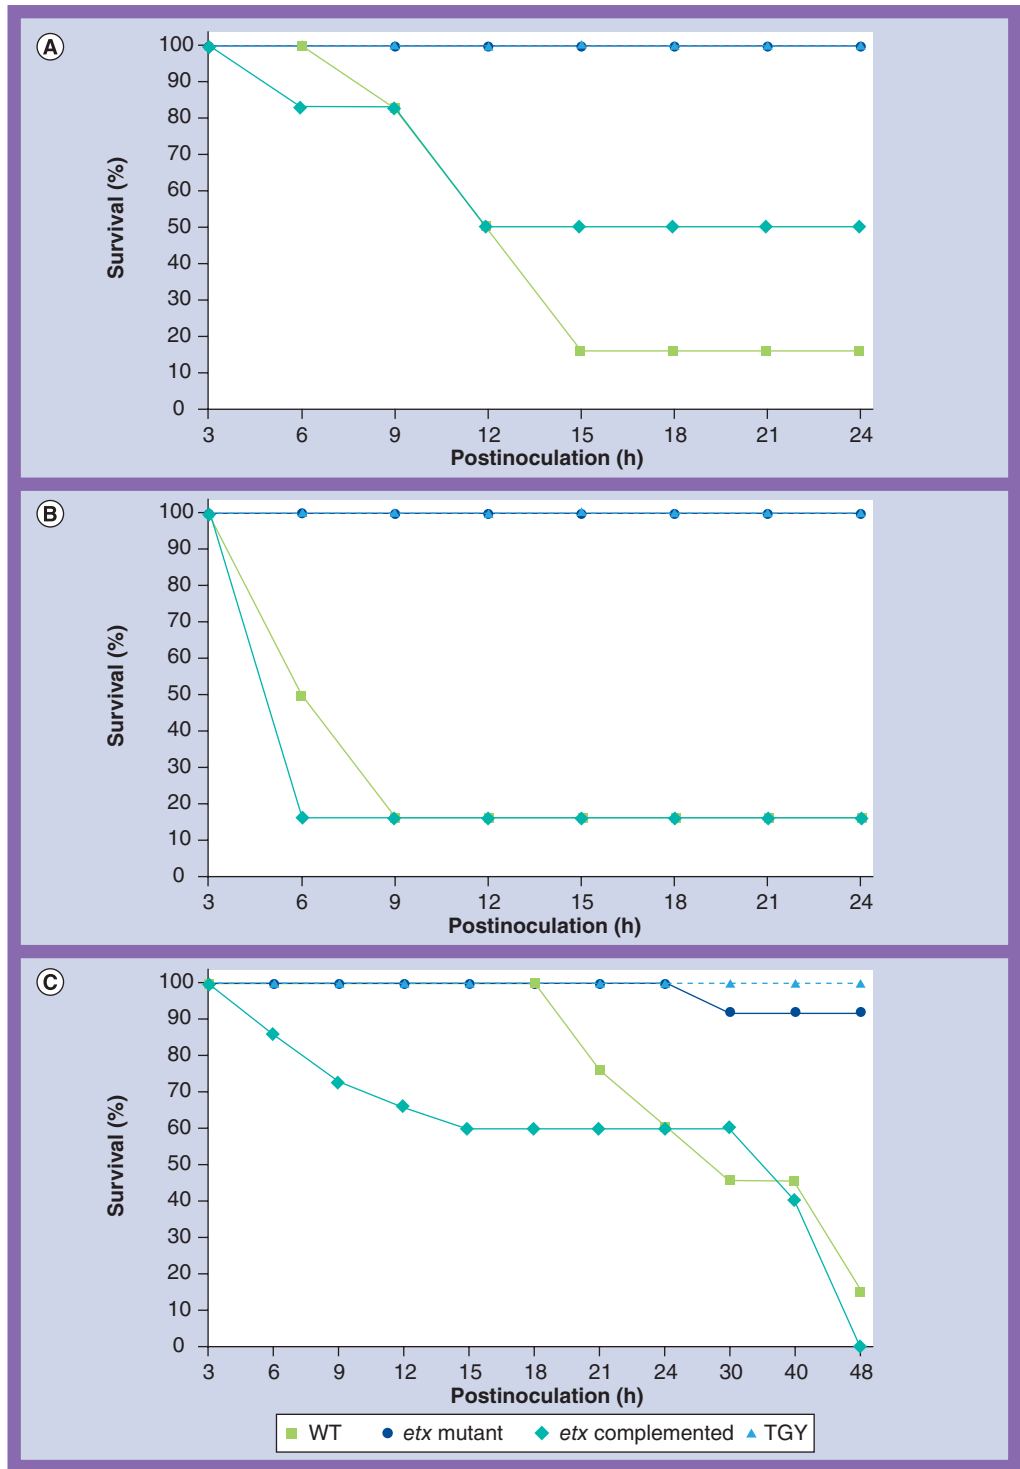 A
100
90
80
70
60
50
40
30
20
10
0
Survival (%)
3 6 9 12 15 18 21 24
Postinoculation (h)
B
100
90
80
70
60
50
40
30
20
10
0
Survival (%)
3 6 9 12 15 18 21 24
Postinoculation (h)
C
100
90
80
70
60
50
40
30
20
10
0
Survival (%)
3 6 9 12 15 18 21 24 30 40 48
Postinoculation (h)
WT etx mutant etx complemented TGY